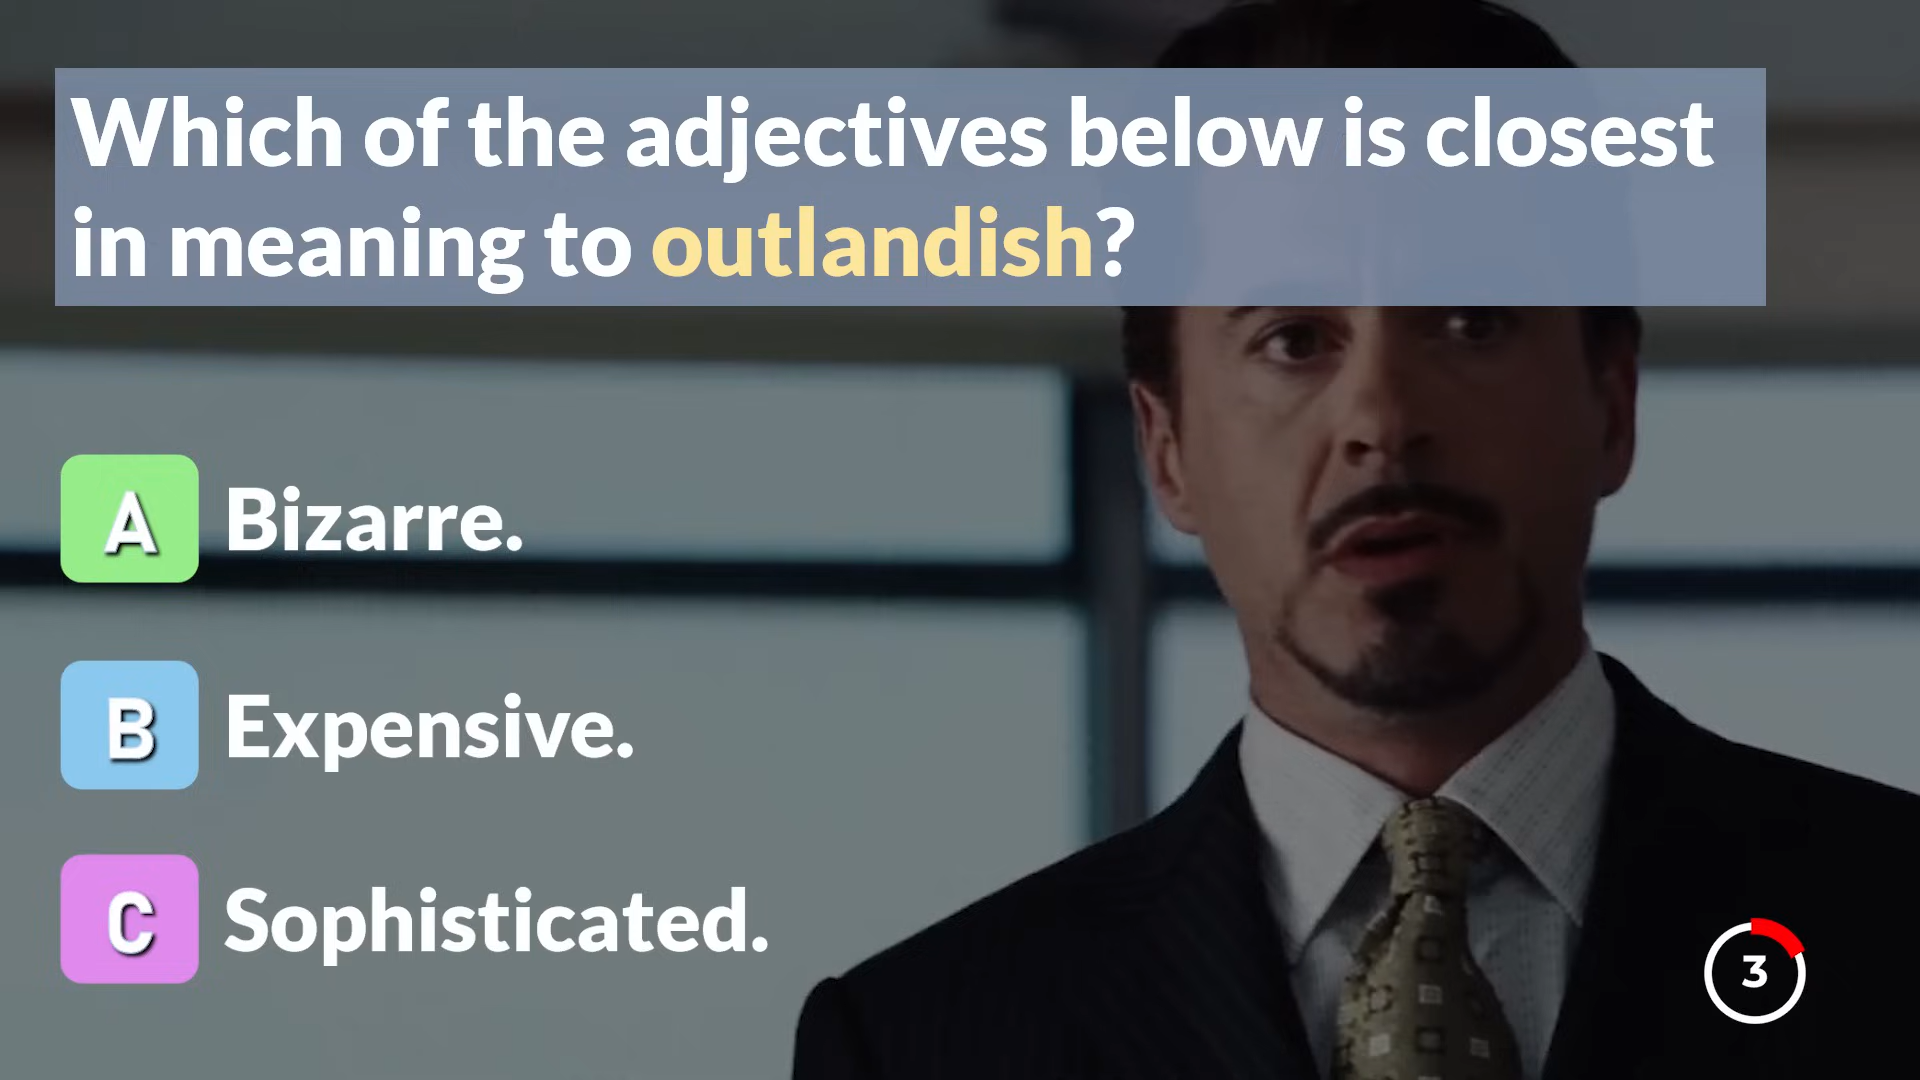 Which of the adjectives below is closest
in meaning to outlandish?
A Bizarre.
B Expensive.
C Sophisticated.
3